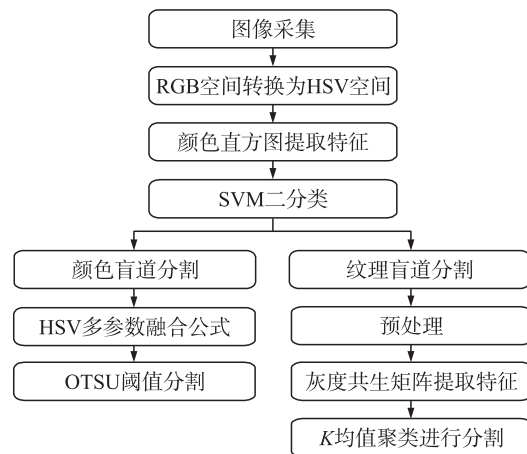 图像采集
RGB空间转换为HSV空间
颜色直方图提取特征
SVM二分类
颜色盲道分割
HSV多参数融合公式
OTSU阈值分割
纹理盲道分割
预处理
灰度共生矩阵提取特征
K均值聚类进行分割